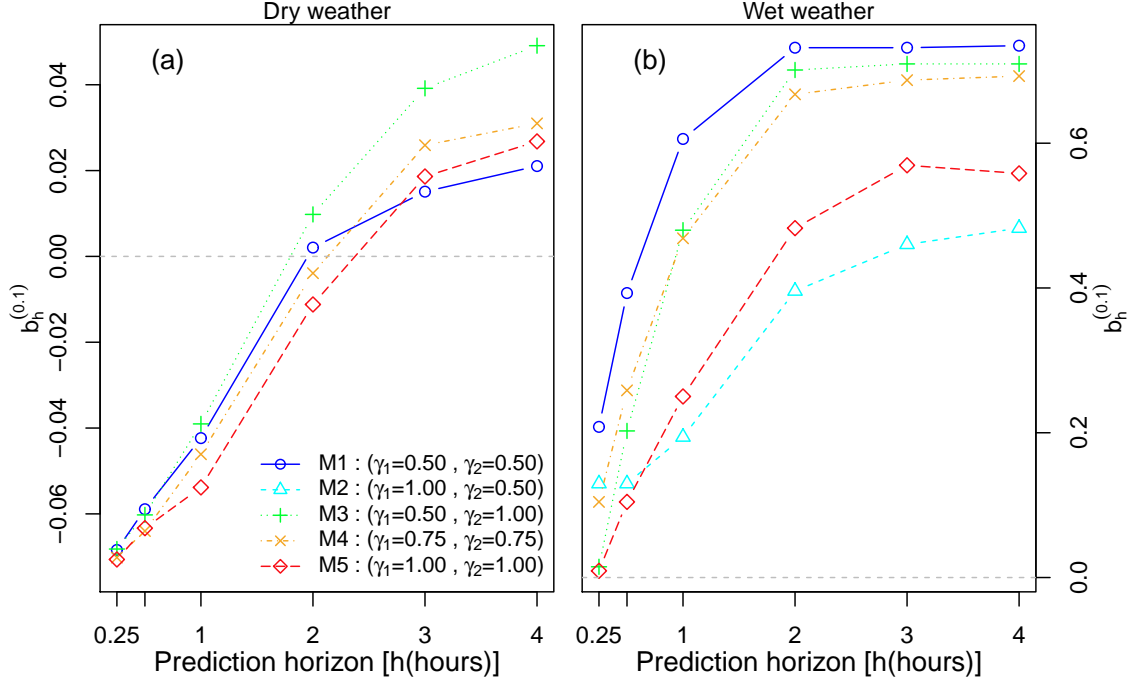 Dry weather
Wet weather
(a)
(b)
b_h^(0.1)
0.04
0.02
0.00
−0.02
−0.04
−0.06
M1 : (γ₁=0.50 , γ₂=0.50)
M2 : (γ₁=1.00 , γ₂=0.50)
M3 : (γ₁=0.50 , γ₂=1.00)
M4 : (γ₁=0.75 , γ₂=0.75)
M5 : (γ₁=1.00 , γ₂=1.00)
0.6
0.4
0.2
0.0
b_h^(0.1)
0.25 1 2 3 4
0.25 1 2 3 4
Prediction horizon [h(hours)]
Prediction horizon [h(hours)]